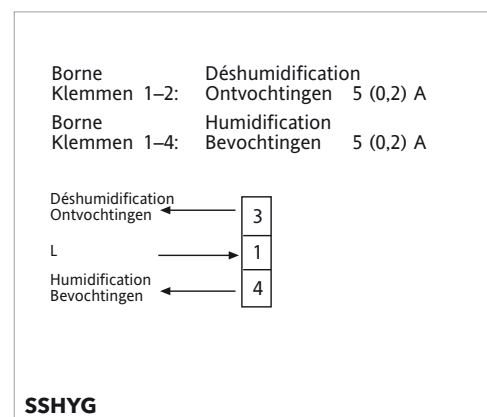 Borne Déshumidification
Klemmen 1–2: Ontvochtingen 5 (0,2) A
Borne Humidification
Klemmen 1–4: Bevochtingen 5 (0,2) A
Déshumidification
Ontvochtingen
3
L
1
Humidification
Bevochtingen
4
SSHYG